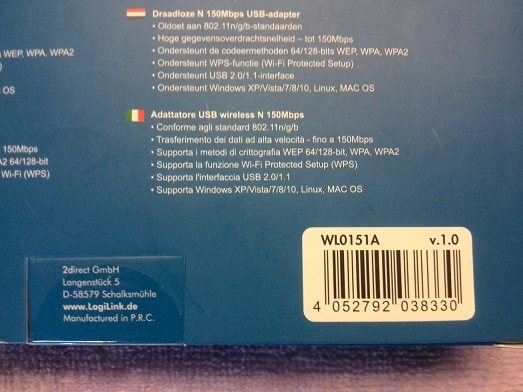 Draadloze N 150Mbps USB-adapter
• Oldoet aan 802.11n/g/b-standaarden
• Hoge gegevensoverdrachtsnelheid – tot 150Mbps
• Ondersteunt de codeermethoden 64/128-bits WEP, WPA, WPA2
• Ondersteunt WPS-functie (Wi-Fi Protected Setup)
• Ondersteunt USB 2.0/1.1-interface
• Ondersteunt Windows XP/Vista/7/8/10, Linux, MAC OS
WEP, WPA, WPA2
OS
150Mbps
64/128-bit
Wi-Fi (WPS)
Adattatore USB wireless N 150Mbps
• Conforme agli standard 802.11n/g/b
• Trasferimento dei dati ad alta velocità - fino a 150Mbps
• Supporta i metodi di crittografia WEP 64/128-bit, WPA, WPA2
• Supporta la funzione Wi-Fi Protected Setup (WPS)
• Supporta l'interfaccia USB 2.0/1.1
• Supporta Windows XP/Vista/7/8/10, Linux, MAC OS
2direct GmbH
Langenstück 5
D-58579 Schalksmühle
www.LogiLink.de
Manufactured in P.R.C.
WL0151A v.1.0
4 052792 038330